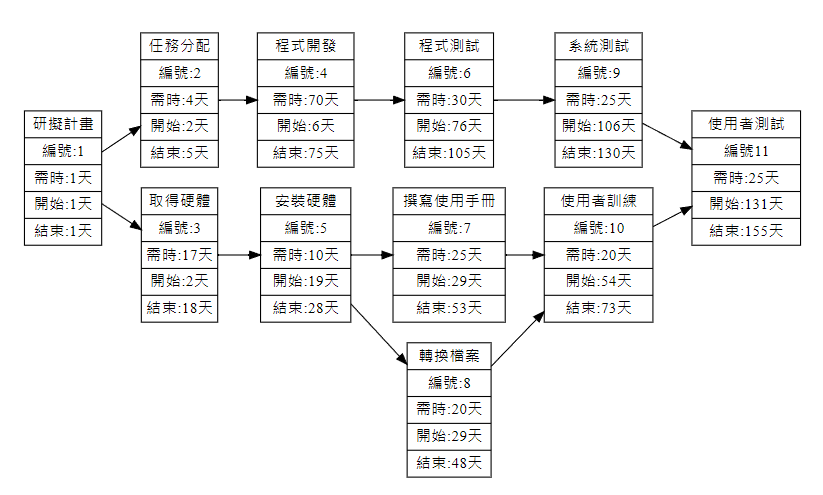 研擬計畫
編號:1
需時:1天
開始:1天
結束:1天
任務分配
編號:2
需時:4天
開始:2天
結束:5天
取得硬體
編號:3
需時:17天
開始:2天
結束:18天
程式開發
編號:4
需時:70天
開始:6天
結束:75天
安裝硬體
編號:5
需時:10天
開始:19天
結束:28天
程式測試
編號:6
需時:30天
開始:76天
結束:105天
撰寫使用手冊
編號:7
需時:25天
開始:29天
結束:53天
轉換檔案
編號:8
需時:20天
開始:29天
結束:48天
系統測試
編號:9
需時:25天
開始:106天
結束:130天
使用者訓練
編號:10
需時:20天
開始:54天
結束:73天
使用者測試
編號11
需時:25天
開始:131天
結束:155天